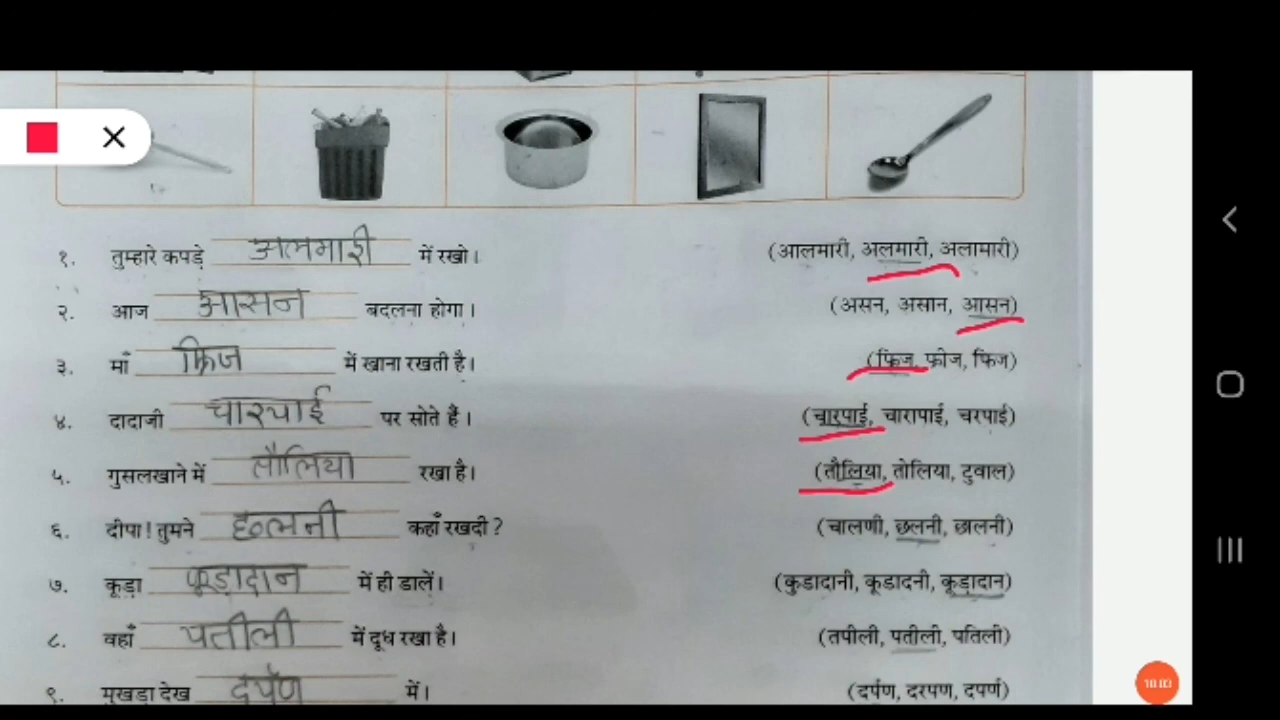 १. तुम्हारे कपड़े अलमारी में रखो। (आलमारी, अलमारी, अलामारी)
२. आज आसन बदलना होगा। (असन, असान, आसन)
३. माँ फ्रिज में खाना रखती है। (फ्रिज, फ्रीज, फिज)
४. दादाजी चारपाई पर सोते हैं। (चारपाई, चारापाई, चरपाई)
५. गुसलखाने में तौलिया रखा है। (तौलिया, तोलिया, टुवाल)
६. दीपा! तुमने छलनी कहाँ रखदी? (चालणी, छलनी, छालनी)
७. कूड़ा कूड़ादान में ही डालें। (कुडादानी, कूडादनी, कूड़ादान)
८. वहाँ पतीली में दूध रखा है। (तपीली, पतीली, पतिली)
९. मुखड़ा देख दर्पण में। (दर्पण, दरपण, दपर्ण)
10:03